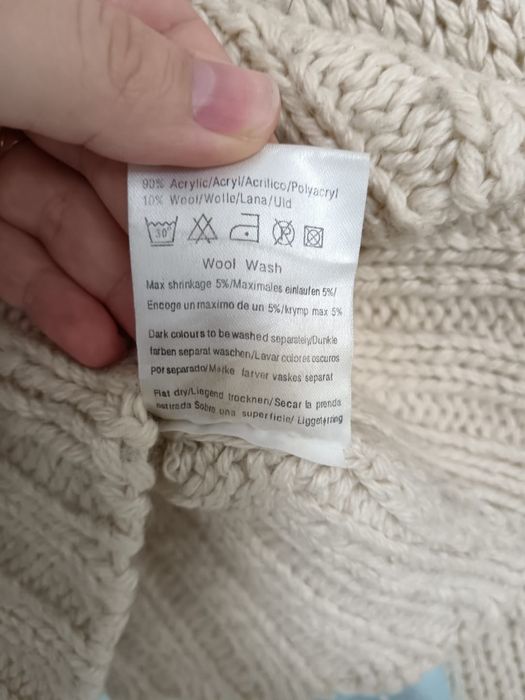 90% Acrylic/Acryl/Acrilico/Polyacryl
10% Wool/Wolle/Lana/Uld
30°
P
Wool Wash
Max shrinkage 5%/Maximales einlaufen 5%/
Encoge un maximo de un 5%/krymp max 5%
Dark colours to be washed separately/Dunkle
farben separat waschen/Lavar colores oscuros
por separado/Mørke farver vaskes separat
Flat dry/Liegend trocknen/Secar la prenda
estirada Sobre una superficie/ Liggetørring